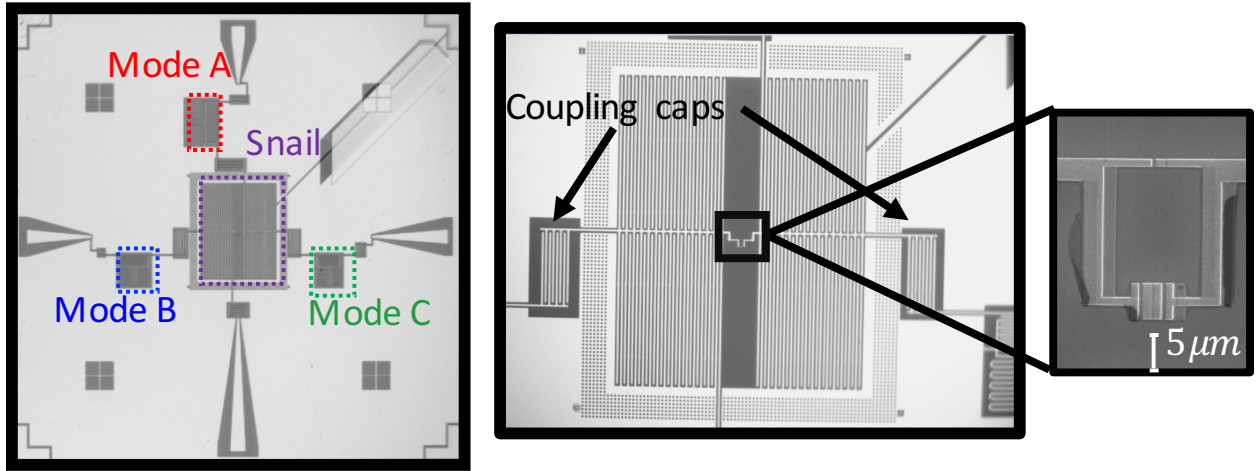 Mode A
Snail
Mode B
Mode C
Coupling caps
5 μm